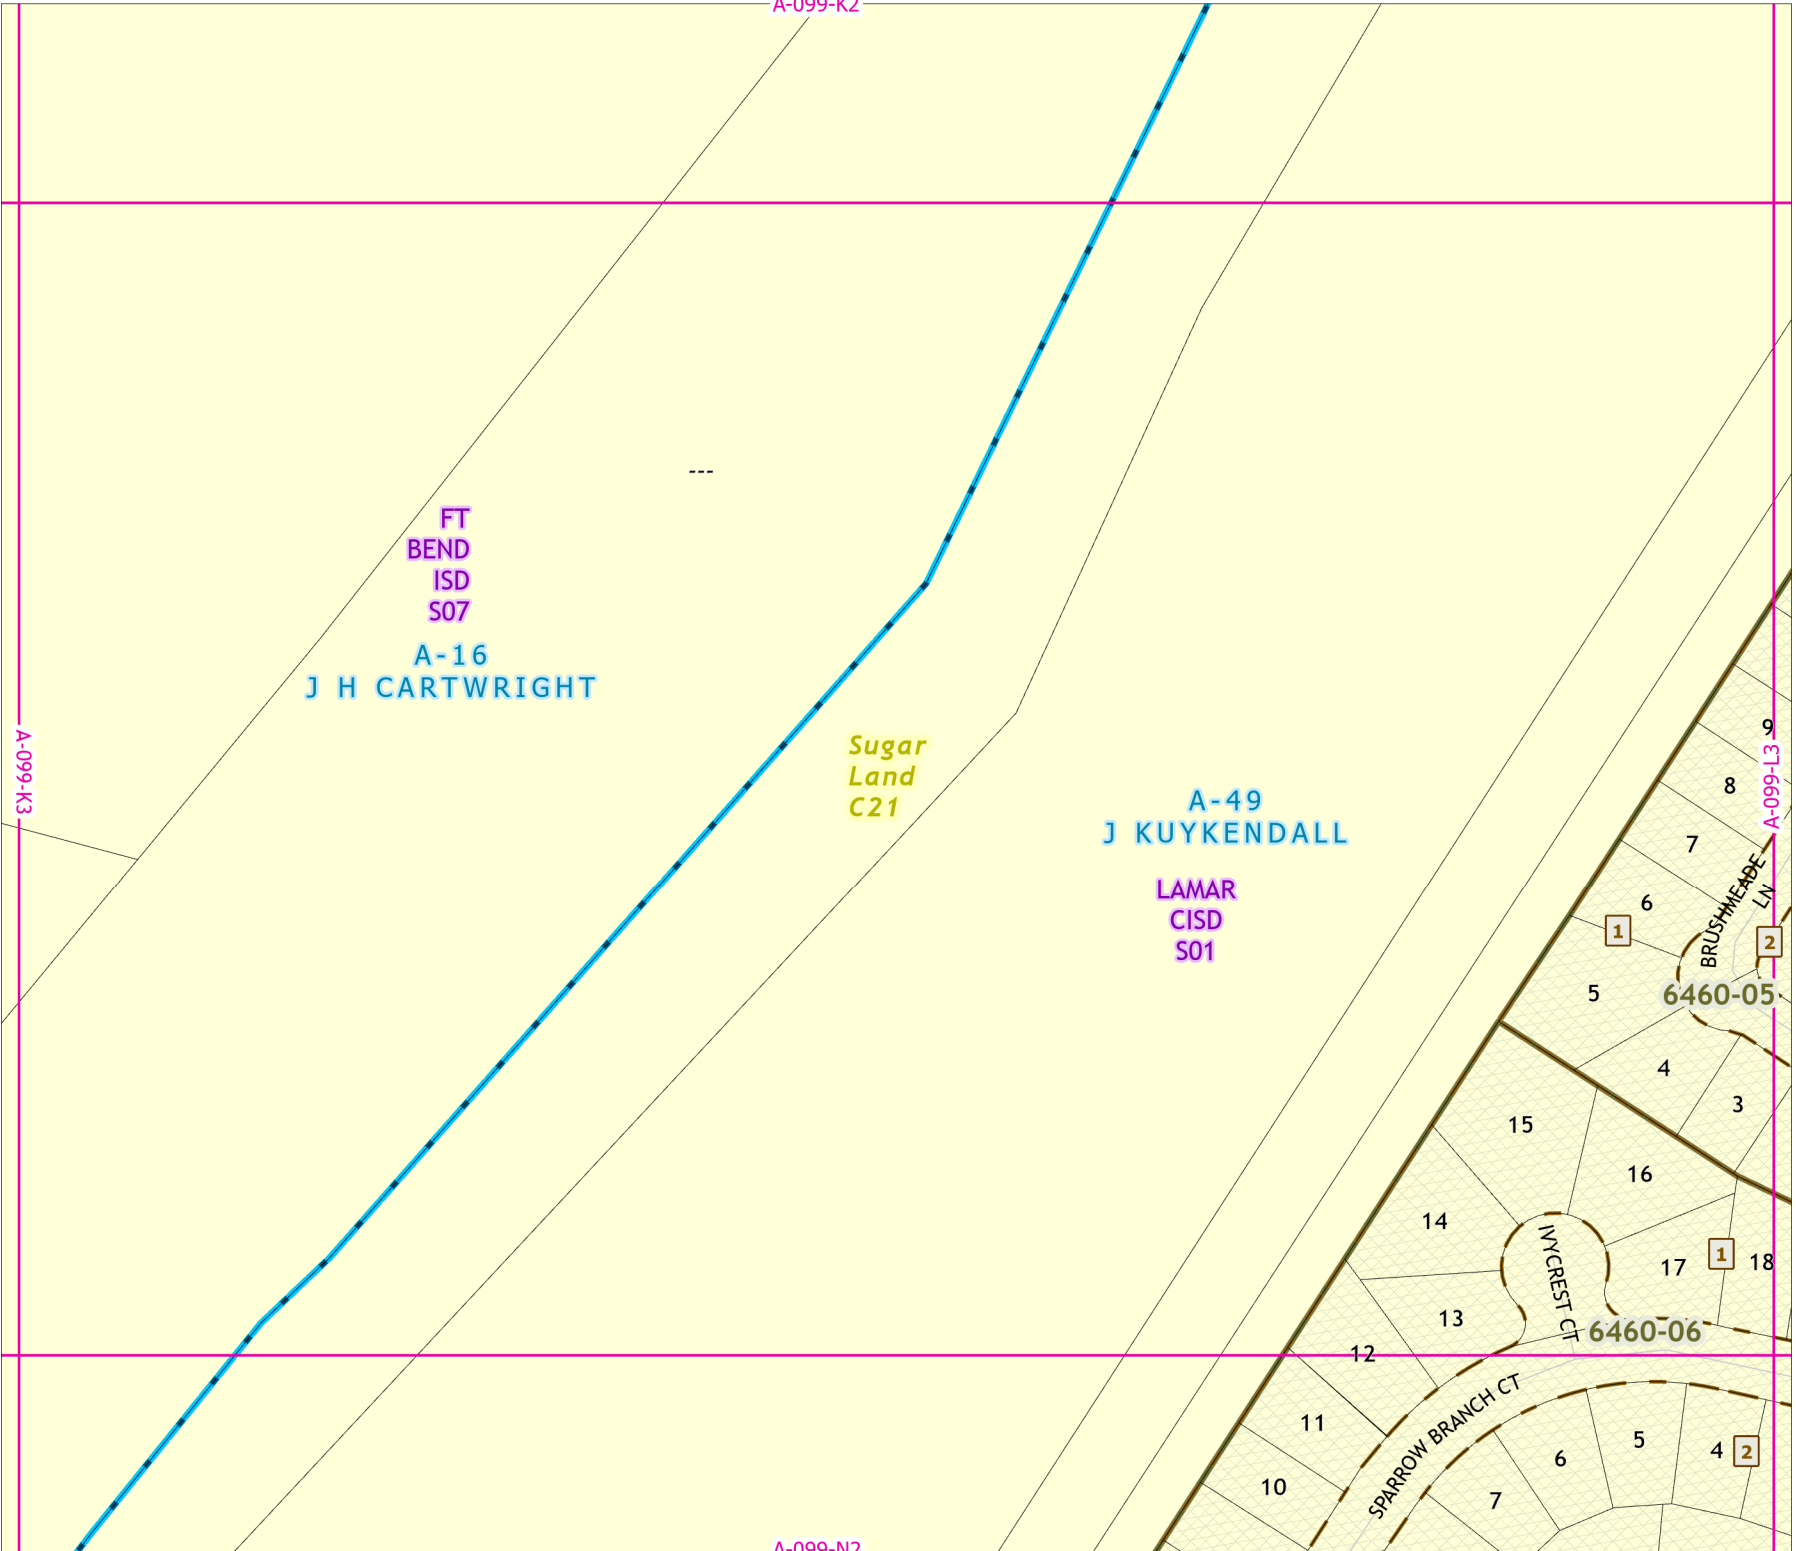 A-099-K2
---
FT
BEND
ISD
S07
A-16
J H CARTWRIGHT
A-099-K3
Sugar
Land
C21
A-49
J KUYKENDALL
LAMAR
CISD
S01
9
A-099-L3
8
7
BRUSHMEADE
LN
6
1
2
5
6460-05
4
3
15
16
14
IVYCREST CT
17
1
18
13
6460-06
12
SPARROW BRANCH CT
11
5
4
2
6
10
7
A-099-N2